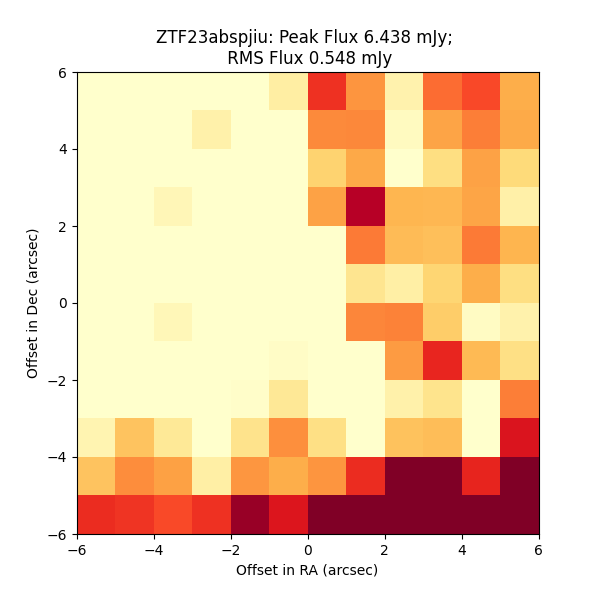 ZTF23abspjiu: Peak Flux 6.438 mJy;
RMS Flux 0.548 mJy
6
4
2
0
−2
−4
−6
Offset in Dec (arcsec)
−6 −4 −2 0 2 4 6
Offset in RA (arcsec)